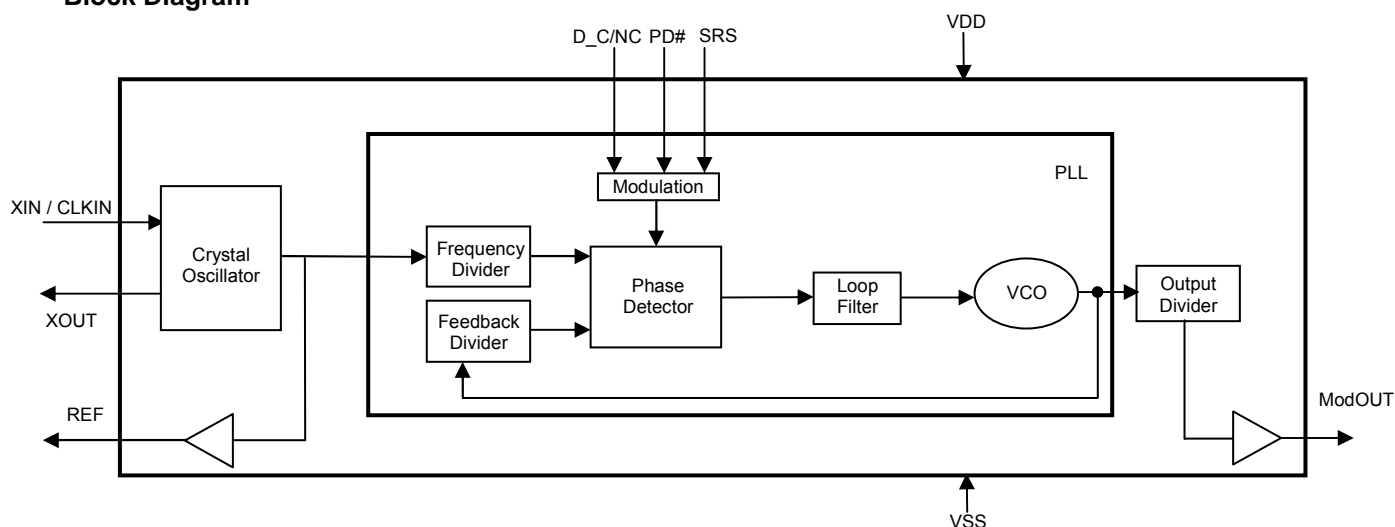 Block Diagram
VDD
D_C/NC PD# SRS
PLL
Modulation
XIN / CLKIN
Crystal
Oscillator
Frequency
Divider
Phase
Detector
Loop
Filter
VCO
Output
Divider
XOUT
Feedback
Divider
REF
ModOUT
VSS